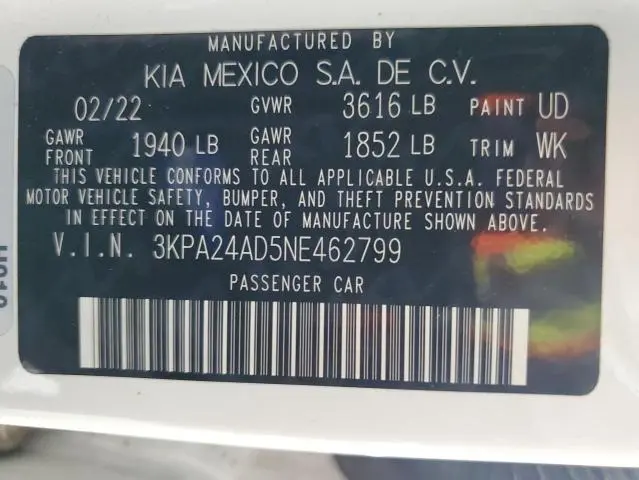 MANUFACTURED BY
KIA MEXICO S.A. DE C.V.
02/22 GVWR 3616 LB PAINT UD
GAWR FRONT 1940 LB GAWR REAR 1852 LB TRIM WK
THIS VEHICLE CONFORMS TO ALL APPLICABLE U.S.A. FEDERAL
MOTOR VEHICLE SAFETY, BUMPER, AND THEFT PREVENTION STANDARDS
IN EFFECT ON THE DATE OF MANUFACTURE SHOWN ABOVE.
V.I.N. 3KPA24AD5NE462799
PASSENGER CAR